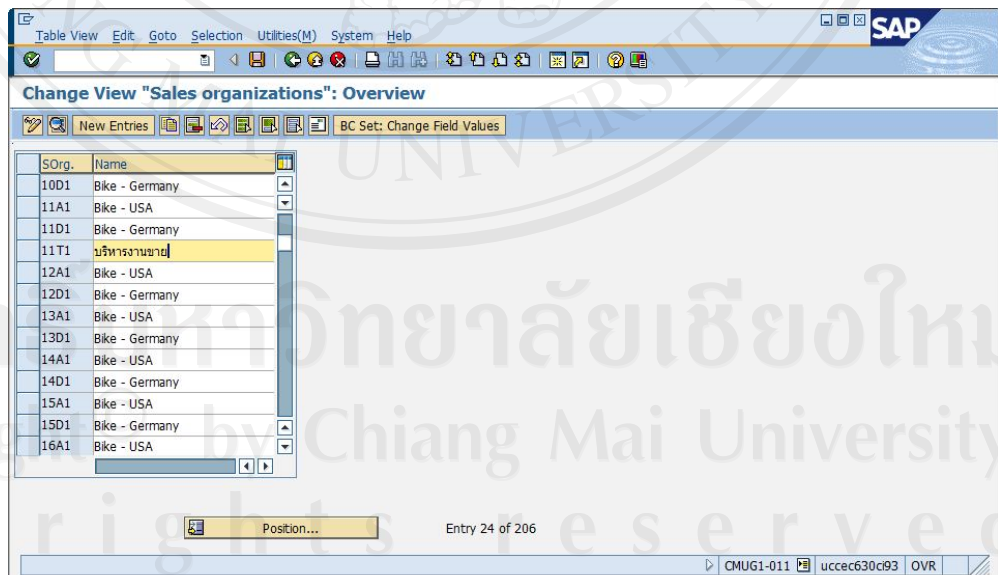 Table View Edit Goto Selection Utilities(M) System Help
SAP
Change View "Sales organizations": Overview
New Entries BC Set: Change Field Values
SOrg. Name
10D1 Bike - Germany
11A1 Bike - USA
11D1 Bike - Germany
11T1 บริหารงานขาย
12A1 Bike - USA
12D1 Bike - Germany
13A1 Bike - USA
13D1 Bike - Germany
14A1 Bike - USA
14D1 Bike - Germany
15A1 Bike - USA
15D1 Bike - Germany
16A1 Bike - USA
Position... Entry 24 of 206
CMUG1-011 uccec630ci93 OVR
MAI UNIVERSITY
มหาวิทยาลัยเชียงใหม่
by Chiang Mai University
rights reserved